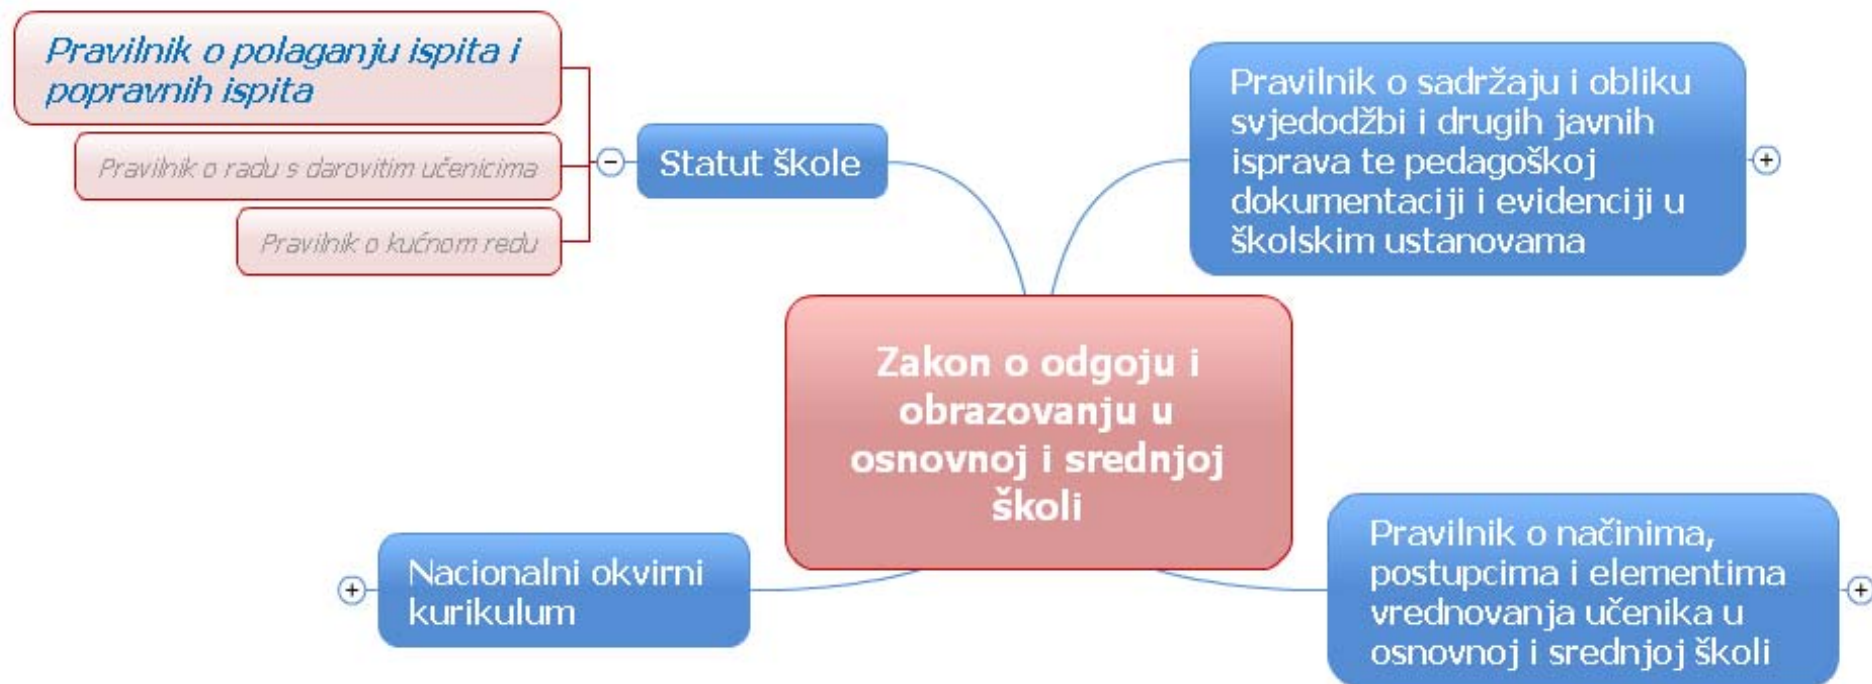 Pravilnik o polaganju ispita i
popravnih ispita
Pravilnik o radu s darovitim učenicima
Pravilnik o kućnom redu
Statut škole
Pravilnik o sadržaju i obliku
svjedodžbi i drugih javnih
isprava te pedagoškoj
dokumentaciji i evidenciji u
školskim ustanovama
Zakon o odgoju i
obrazovanju u
osnovnoj i srednjoj
školi
Nacionalni okvirni
kurikulum
Pravilnik o načinima,
postupcima i elementima
vrednovanja učenika u
osnovnoj i srednjoj školi